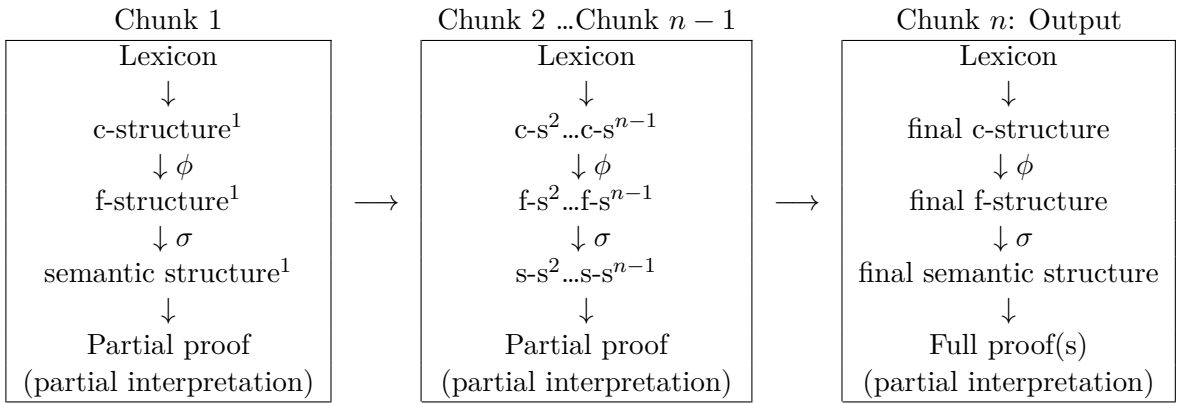 Chunk 1
Lexicon
↓
c-structure¹
↓ ϕ
f-structure¹
↓ σ
semantic structure¹
↓
Partial proof
(partial interpretation)
⟶
Chunk 2 …Chunk n − 1
Lexicon
↓
c-s²…c-sⁿ⁻¹
↓ ϕ
f-s²…f-sⁿ⁻¹
↓ σ
s-s²…s-sⁿ⁻¹
↓
Partial proof
(partial interpretation)
⟶
Chunk n: Output
Lexicon
↓
final c-structure
↓ ϕ
final f-structure
↓ σ
final semantic structure
↓
Full proof(s)
(partial interpretation)